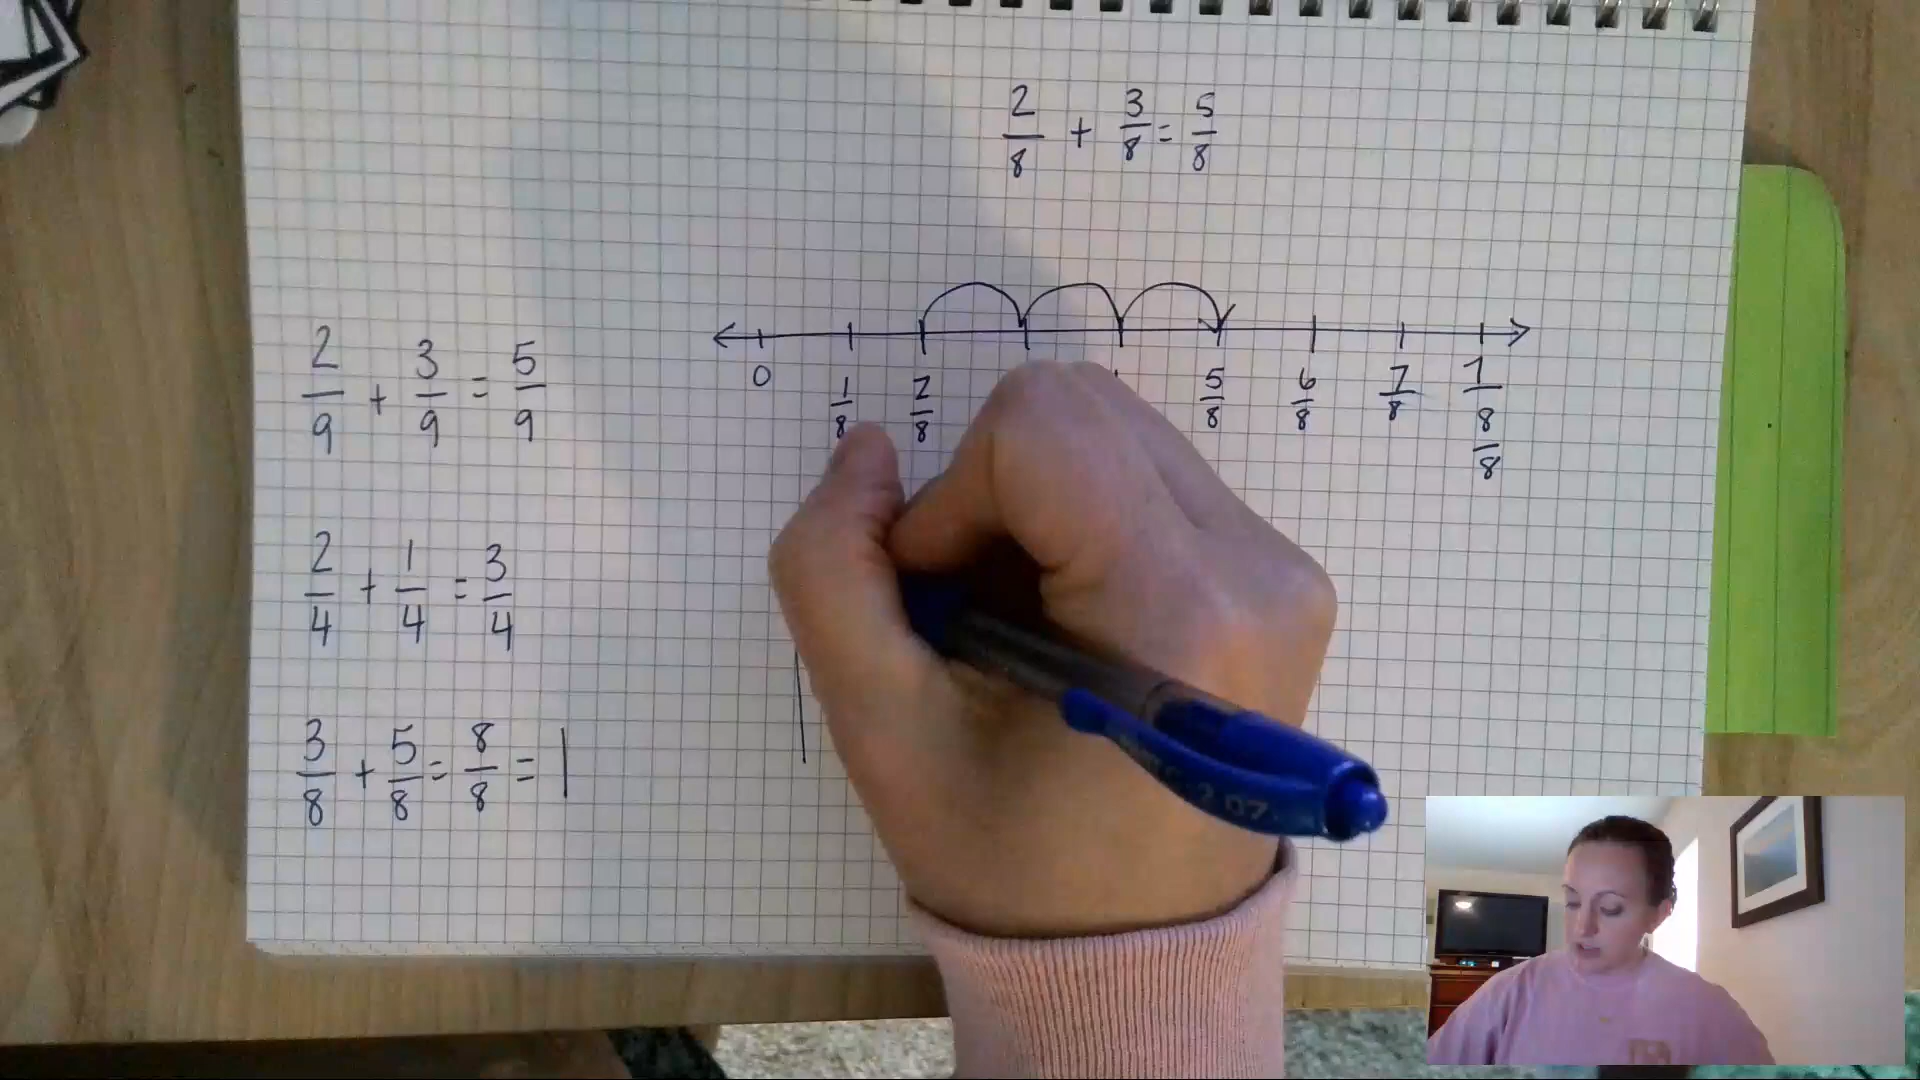 2/8 + 3/8 = 5/8
0 1/8 2/8 5/8 6/8 7/8 1
8/8
2/9 + 3/9 = 5/9
2/4 + 1/4 = 3/4
3/8 + 5/8 = 8/8 = 1